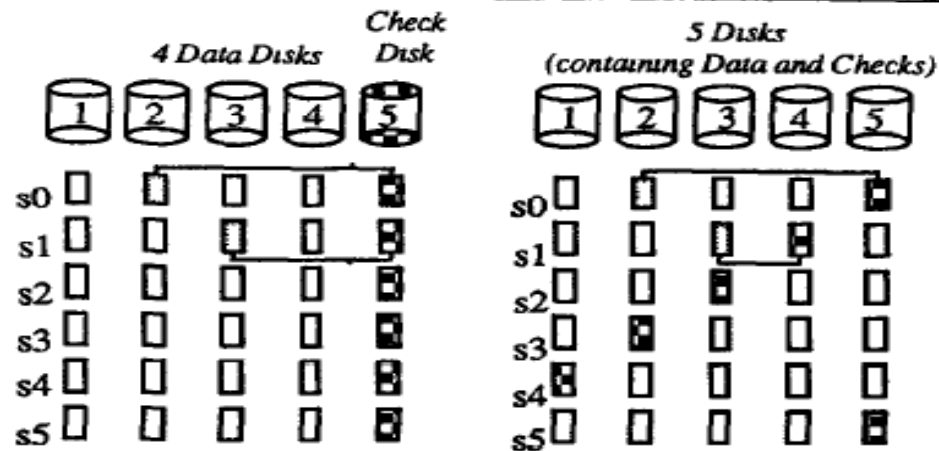 Check
4 Data Disks Disk
1 2 3 4 5
s0
s1
s2
s3
s4
s5
5 Disks
(containing Data and Checks)
1 2 3 4 5
s0
s1
s2
s3
s4
s5